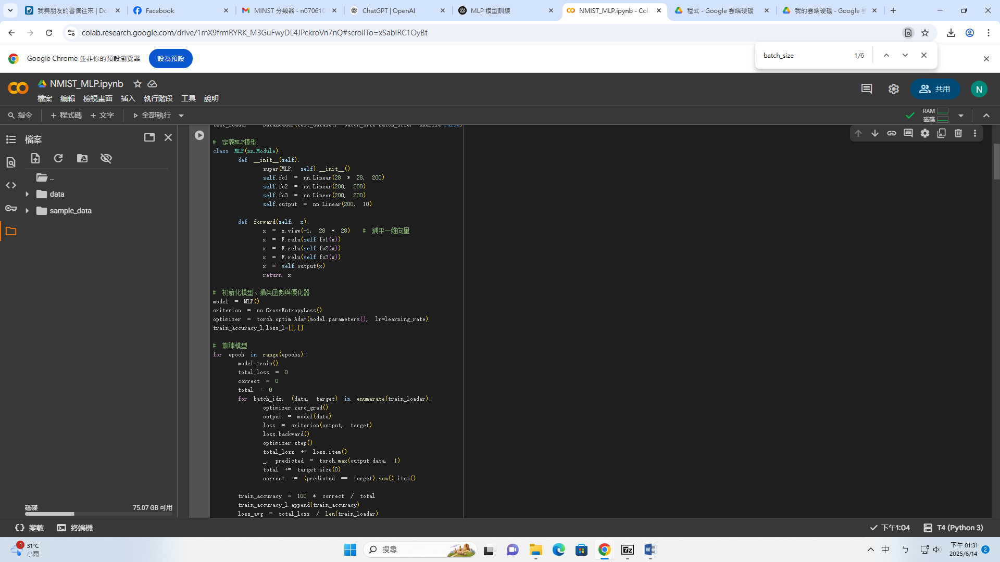 我與朋友的書信往來 | Dca
Facebook
MINST 分類器 - n070610
ChatGPT | OpenAI
MLP 模型訓練
NMIST_MLP.ipynb - Cola
程式 - Google 雲端硬碟
我的雲端硬碟 - Google 雲
colab.research.google.com/drive/1mX9frmRYRK_M3GuFwyDL4JPckroVn7nQ#scrollTo=xSablRC1OyBt
Google Chrome 並非你的預設瀏覽器
設為預設
batch_size
1/6
NMIST_MLP.ipynb
檔案 編輯 檢視畫面 插入 執行階段 工具 說明
共用
N
指令
+ 程式碼
+ 文字
全部執行
RAM
磁碟
檔案
..
data
sample_data
磁碟
75.07 GB 可用
test_loader = DataLoader(test_dataset, batch_size=batch_size, shuffle=False)
# 定義MLP模型
class MLP(nn.Module):
def __init__(self):
super(MLP, self).__init__()
self.fc1 = nn.Linear(28 * 28, 200)
self.fc2 = nn.Linear(200, 200)
self.fc3 = nn.Linear(200, 200)
self.output = nn.Linear(200, 10)
def forward(self, x):
x = x.view(-1, 28 * 28) # 鋪平一維向量
x = F.relu(self.fc1(x))
x = F.relu(self.fc2(x))
x = F.relu(self.fc3(x))
x = self.output(x)
return x
# 初始化模型、損失函數與優化器
model = MLP()
criterion = nn.CrossEntropyLoss()
optimizer = torch.optim.Adam(model.parameters(), lr=learning_rate)
train_accuracy_l,loss_l=[],[]
# 訓練模型
for epoch in range(epochs):
model.train()
total_loss = 0
correct = 0
total = 0
for batch_idx, (data, target) in enumerate(train_loader):
optimizer.zero_grad()
output = model(data)
loss = criterion(output, target)
loss.backward()
optimizer.step()
total_loss += loss.item()
_, predicted = torch.max(output.data, 1)
total += target.size(0)
correct += (predicted == target).sum().item()
train_accuracy = 100 * correct / total
train_accuracy_l.append(train_accuracy)
loss_avg = total_loss / len(train_loader)
變數
終端機
下午1:04
T4 (Python 3)
1
31°C
小雨
搜尋
中
ㄅ
下午 01:31
2025/6/14
2